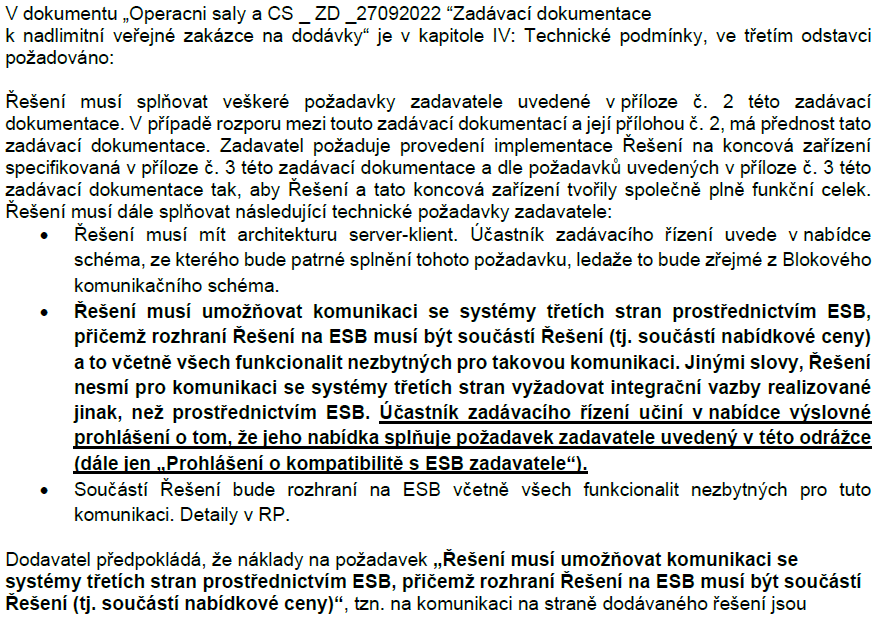 V dokumentu „Operacni saly a CS _ ZD _27092022 “Zadávací dokumentace
k nadlimitní veřejné zakázce na dodávky“ je v kapitole IV: Technické podmínky, ve třetím odstavci
požadováno:
Řešení musí splňovat veškeré požadavky zadavatele uvedené v příloze č. 2 této zadávací
dokumentace. V případě rozporu mezi touto zadávací dokumentací a její přílohou č. 2, má přednost tato
zadávací dokumentace. Zadavatel požaduje provedení implementace Řešení na koncová zařízení
specifikovaná v příloze č. 3 této zadávací dokumentace a dle požadavků uvedených v příloze č. 3 této
zadávací dokumentace tak, aby Řešení a tato koncová zařízení tvořily společně plně funkční celek.
Řešení musí dále splňovat následující technické požadavky zadavatele:
• Řešení musí mít architekturu server-klient. Účastník zadávacího řízení uvede v nabídce
schéma, ze kterého bude patrné splnění tohoto požadavku, ledaže to bude zřejmé z Blokového
komunikačního schéma.
• Řešení musí umožňovat komunikaci se systémy třetích stran prostřednictvím ESB,
přičemž rozhraní Řešení na ESB musí být součástí Řešení (tj. součástí nabídkové ceny)
a to včetně všech funkcionalit nezbytných pro takovou komunikaci. Jinými slovy, Řešení
nesmí pro komunikaci se systémy třetích stran vyžadovat integrační vazby realizované
jinak, než prostřednictvím ESB. Účastník zadávacího řízení učiní v nabídce výslovné
prohlášení o tom, že jeho nabídka splňuje požadavek zadavatele uvedený v této odrážce
(dále jen „Prohlášení o kompatibilitě s ESB zadavatele“).
• Součástí Řešení bude rozhraní na ESB včetně všech funkcionalit nezbytných pro tuto
komunikaci. Detaily v RP.
Dodavatel předpokládá, že náklady na požadavek „Řešení musí umožňovat komunikaci se
systémy třetích stran prostřednictvím ESB, přičemž rozhraní Řešení na ESB musí být součástí
Řešení (tj. součástí nabídkové ceny)“, tzn. na komunikaci na straně dodávaného řešení jsou